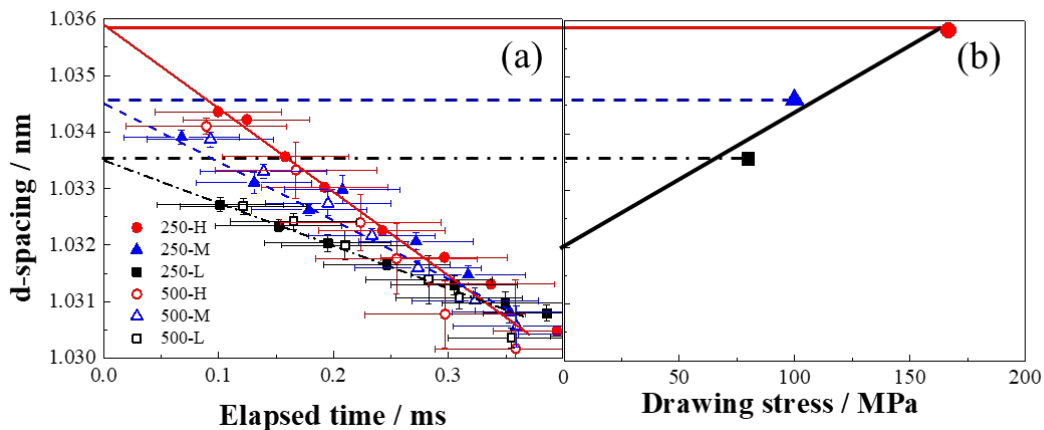 1.036
1.035
1.034
1.033
1.032
1.031
1.030
d-spacing / nm
(a)
250-H
250-M
250-L
500-H
500-M
500-L
0.0 0.1 0.2 0.3
Elapsed time / ms
(b)
0 50 100 150 200
Drawing stress / MPa